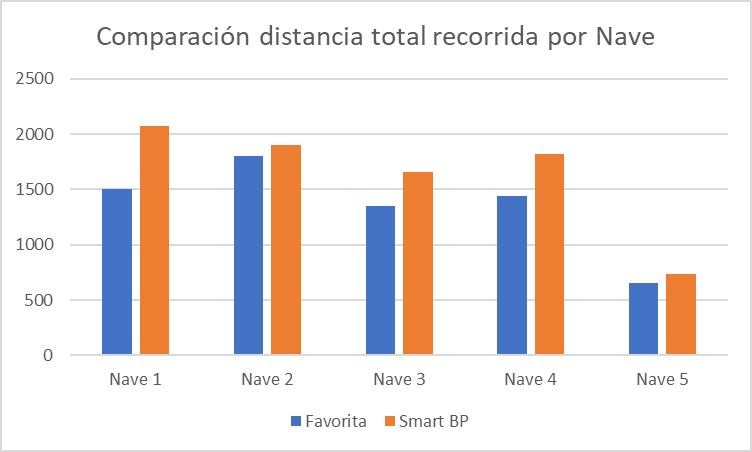 Comparación distancia total recorrida por Nave
2500
2000
1500
1000
500
0
Nave 1 Nave 2 Nave 3 Nave 4 Nave 5
Favorita Smart BP